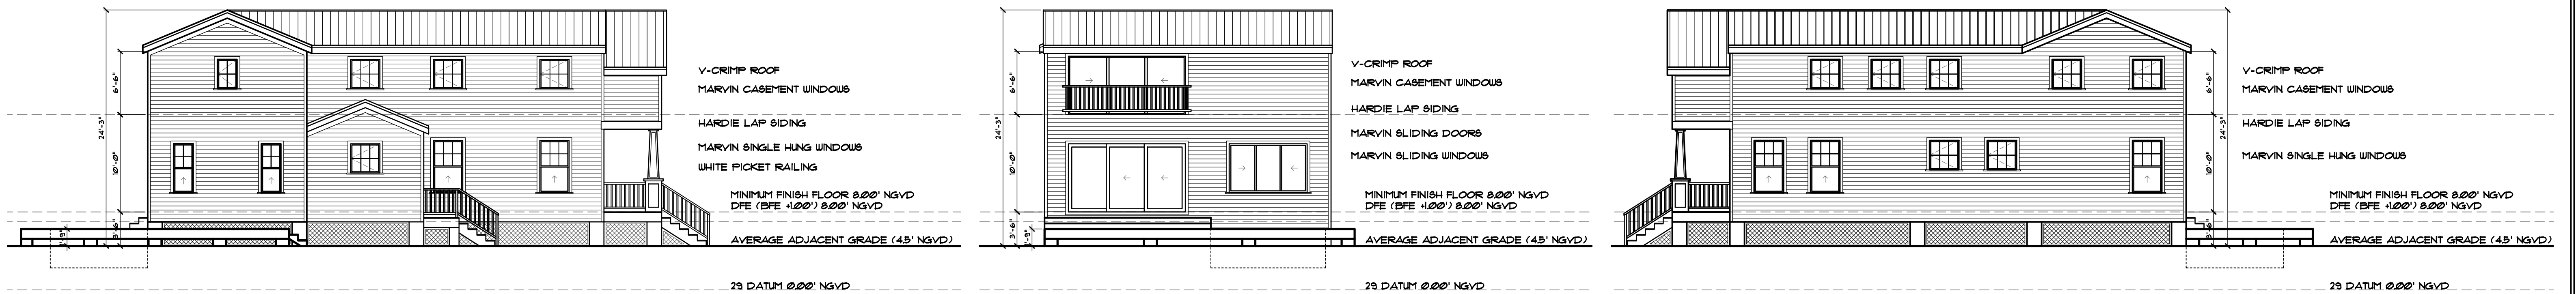 6'-6"
24'-3"
10'-0"
3'-6"
1'-9"
V-CRIMP ROOF
MARVIN CASEMENT WINDOWS
HARDIE LAP SIDING
MARVIN SINGLE HUNG WINDOWS
WHITE PICKET RAILING
MINIMUM FINISH FLOOR 8.00' NGVD
DFE (BFE +1.00') 8.00' NGVD
AVERAGE ADJACENT GRADE (4.5' NGVD)
29 DATUM 0.00' NGVD
6'-6"
24'-3"
10'-0"
3'-6"
1'-9"
V-CRIMP ROOF
MARVIN CASEMENT WINDOWS
HARDIE LAP SIDING
MARVIN SLIDING DOORS
MARVIN SLIDING WINDOWS
MINIMUM FINISH FLOOR 8.00' NGVD
DFE (BFE +1.00') 8.00' NGVD
AVERAGE ADJACENT GRADE (4.5' NGVD)
29 DATUM 0.00' NGVD
6'-6"
24'-3"
10'-0"
3'-6"
V-CRIMP ROOF
MARVIN CASEMENT WINDOWS
HARDIE LAP SIDING
MARVIN SINGLE HUNG WINDOWS
MINIMUM FINISH FLOOR 8.00' NGVD
DFE (BFE +1.00') 8.00' NGVD
AVERAGE ADJACENT GRADE (4.5' NGVD)
29 DATUM 0.00' NGVD